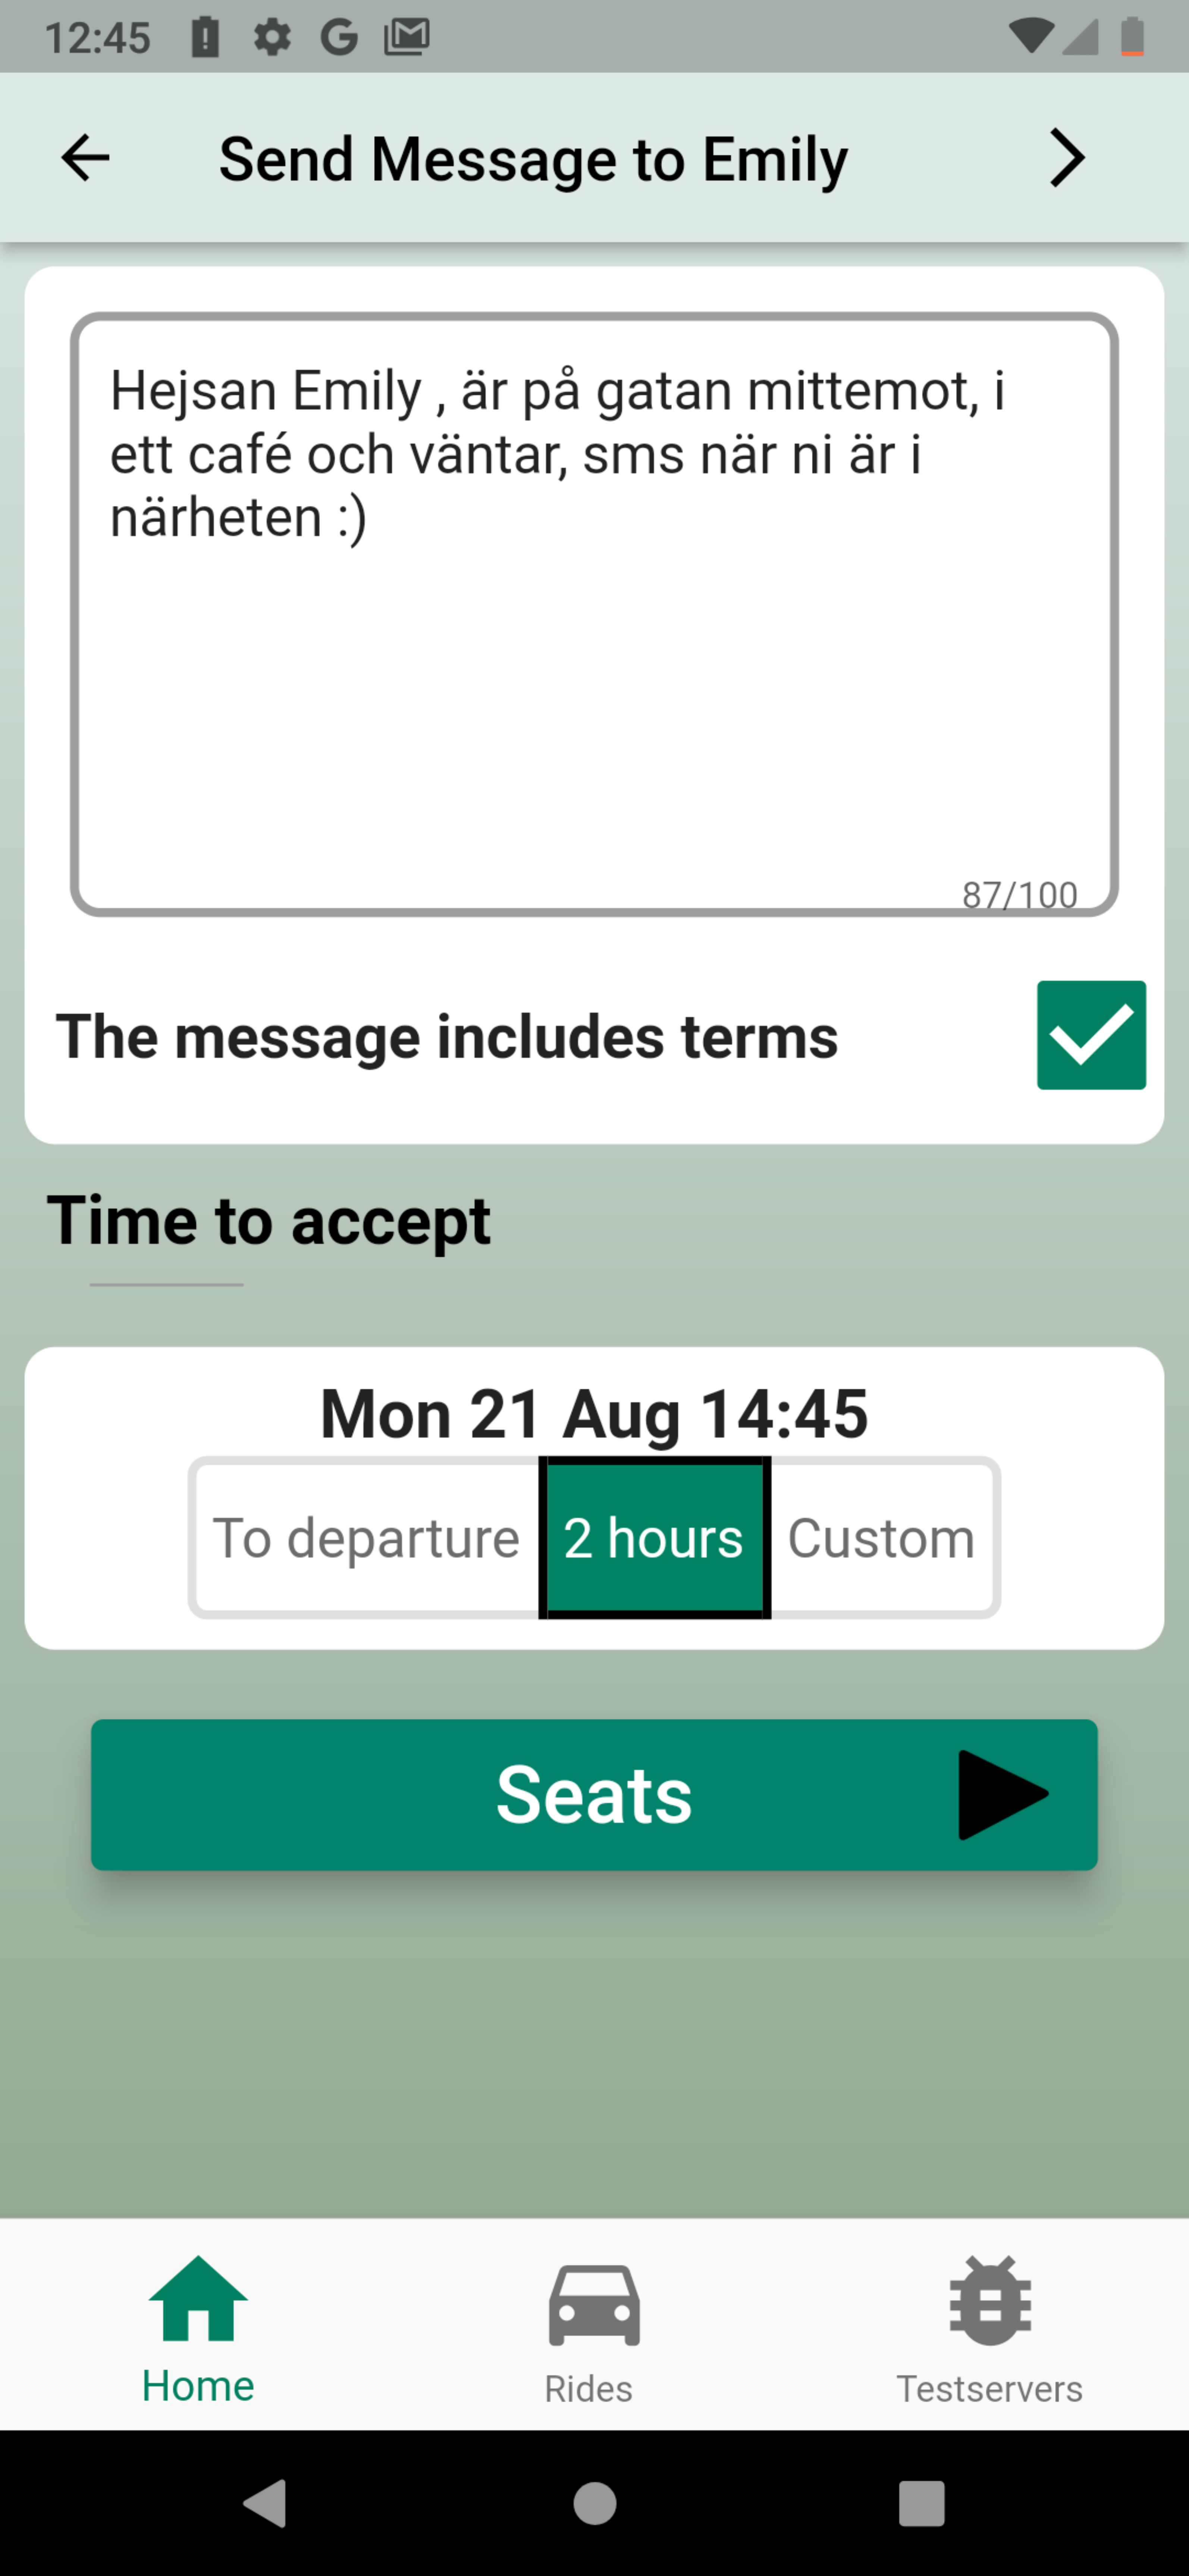 12:45
Send Message to Emily
Hejsan Emily , är på gatan mittemot, i
ett café och väntar, sms när ni är i
närheten :)
87/100
The message includes terms
Time to accept
Mon 21 Aug 14:45
To departure 2 hours Custom
Seats
Home Rides Testservers